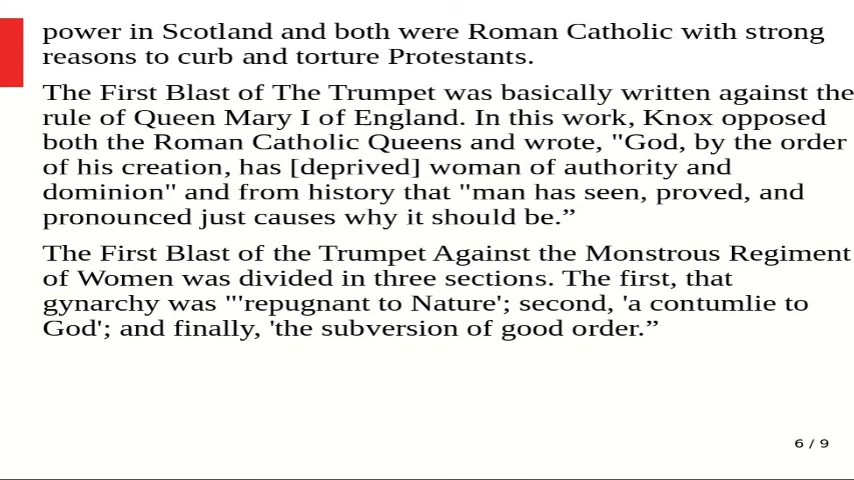 power in Scotland and both were Roman Catholic with strong
reasons to curb and torture Protestants.
The First Blast of The Trumpet was basically written against the
rule of Queen Mary I of England. In this work, Knox opposed
both the Roman Catholic Queens and wrote, "God, by the order
of his creation, has [deprived] woman of authority and
dominion" and from history that "man has seen, proved, and
pronounced just causes why it should be.”
The First Blast of the Trumpet Against the Monstrous Regiment
of Women was divided in three sections. The first, that
gynarchy was "'repugnant to Nature'; second, 'a contumlie to
God'; and finally, 'the subversion of good order.”
6 / 9